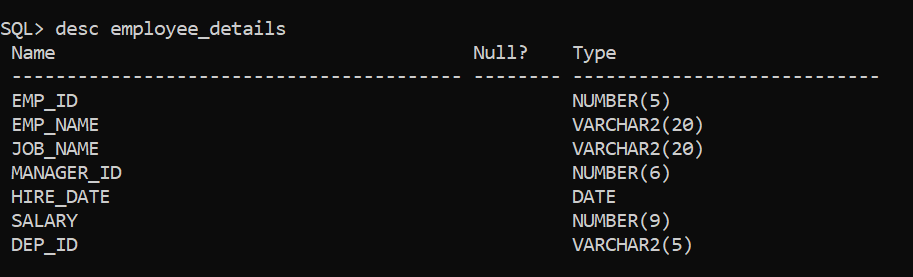 SQL> desc employee_details
Name Null? Type
----------------------------------------- -------- ----------------------------
EMP_ID NUMBER(5)
EMP_NAME VARCHAR2(20)
JOB_NAME VARCHAR2(20)
MANAGER_ID NUMBER(6)
HIRE_DATE DATE
SALARY NUMBER(9)
DEP_ID VARCHAR2(5)